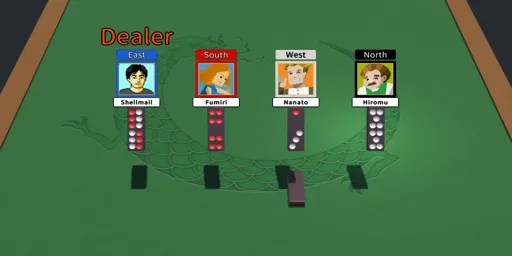 Dealer
East
South
West
North
Shellmail
Fumiri
Nanato
Hiromu